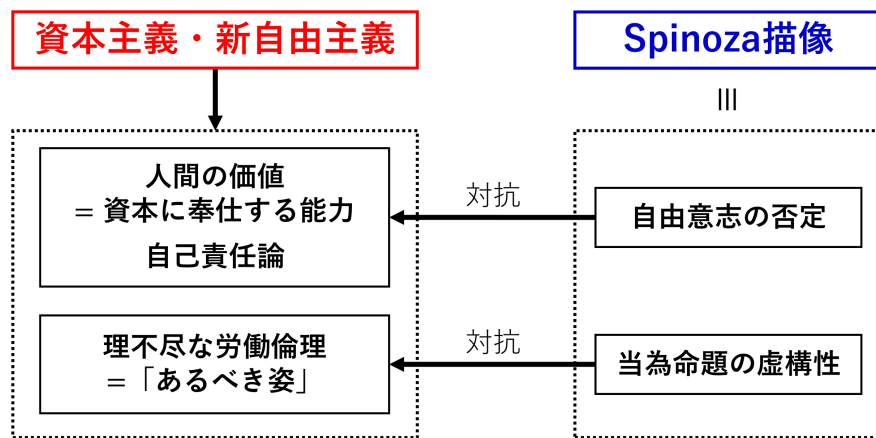 資本主義・新自由主義
Spinoza描像
人間の価値
= 資本に奉仕する能力
自己責任論
対抗
自由意志の否定
理不尽な労働倫理
=「あるべき姿」
対抗
当為命題の虚構性